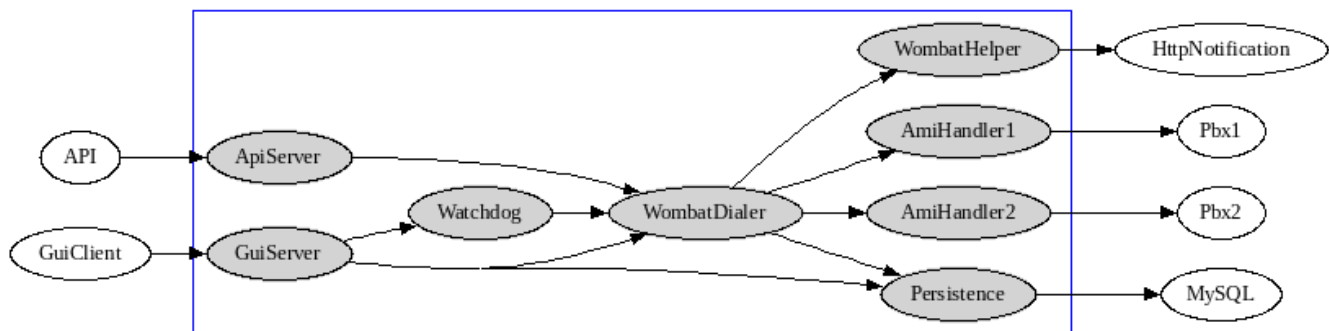 WombatHelper
HttpNotification
AmiHandler1
Pbx1
API
ApiServer
Watchdog
WombatDialer
AmiHandler2
Pbx2
GuiClient
GuiServer
Persistence
MySQL